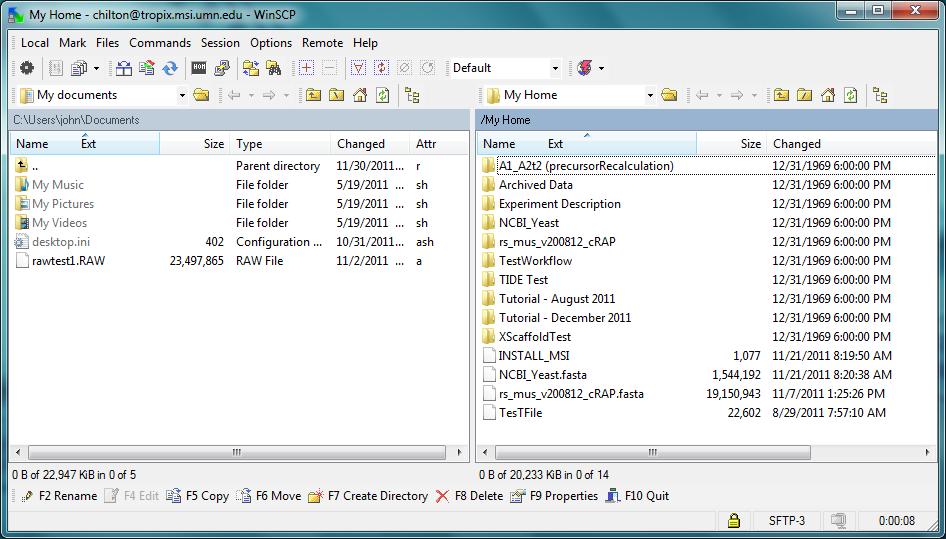 My Home - chilton@tropix.msi.umn.edu - WinSCP
Local Mark Files Commands Session Options Remote Help
Default
My documents My Home
C:\Users\john\Documents /My Home
Name Ext Size Type Changed Attr Name Ext Size Changed
.. Parent directory 11/30/2011... r A1_A2t2 (precursorRecalculation) 12/31/1969 6:00:00 PM
My Music File folder 5/19/2011 ... sh Archived Data 12/31/1969 6:00:00 PM
My Pictures File folder 5/19/2011 ... sh Experiment Description 12/31/1969 6:00:00 PM
My Videos File folder 5/19/2011 ... sh NCBI_Yeast 12/31/1969 6:00:00 PM
desktop.ini 402 Configuration ... 10/31/2011... ash rs_mus_v200812_cRAP 12/31/1969 6:00:00 PM
rawtest1.RAW 23,497,865 RAW File 11/2/2011 ... a TestWorkflow 12/31/1969 6:00:00 PM
TIDE Test 12/31/1969 6:00:00 PM
Tutorial - August 2011 12/31/1969 6:00:00 PM
Tutorial - December 2011 12/31/1969 6:00:00 PM
XScaffoldTest 12/31/1969 6:00:00 PM
INSTALL_MSI 1,077 11/21/2011 8:19:50 AM
NCBI_Yeast.fasta 1,544,192 11/21/2011 8:20:38 AM
rs_mus_v200812_cRAP.fasta 19,150,943 11/7/2011 1:25:26 PM
TesTFile 22,602 8/29/2011 7:57:10 AM
0 B of 22,947 KiB in 0 of 5 0 B of 20,233 KiB in 0 of 14
F2 Rename F4 Edit F5 Copy F6 Move F7 Create Directory F8 Delete F9 Properties F10 Quit
SFTP-3 0:00:08